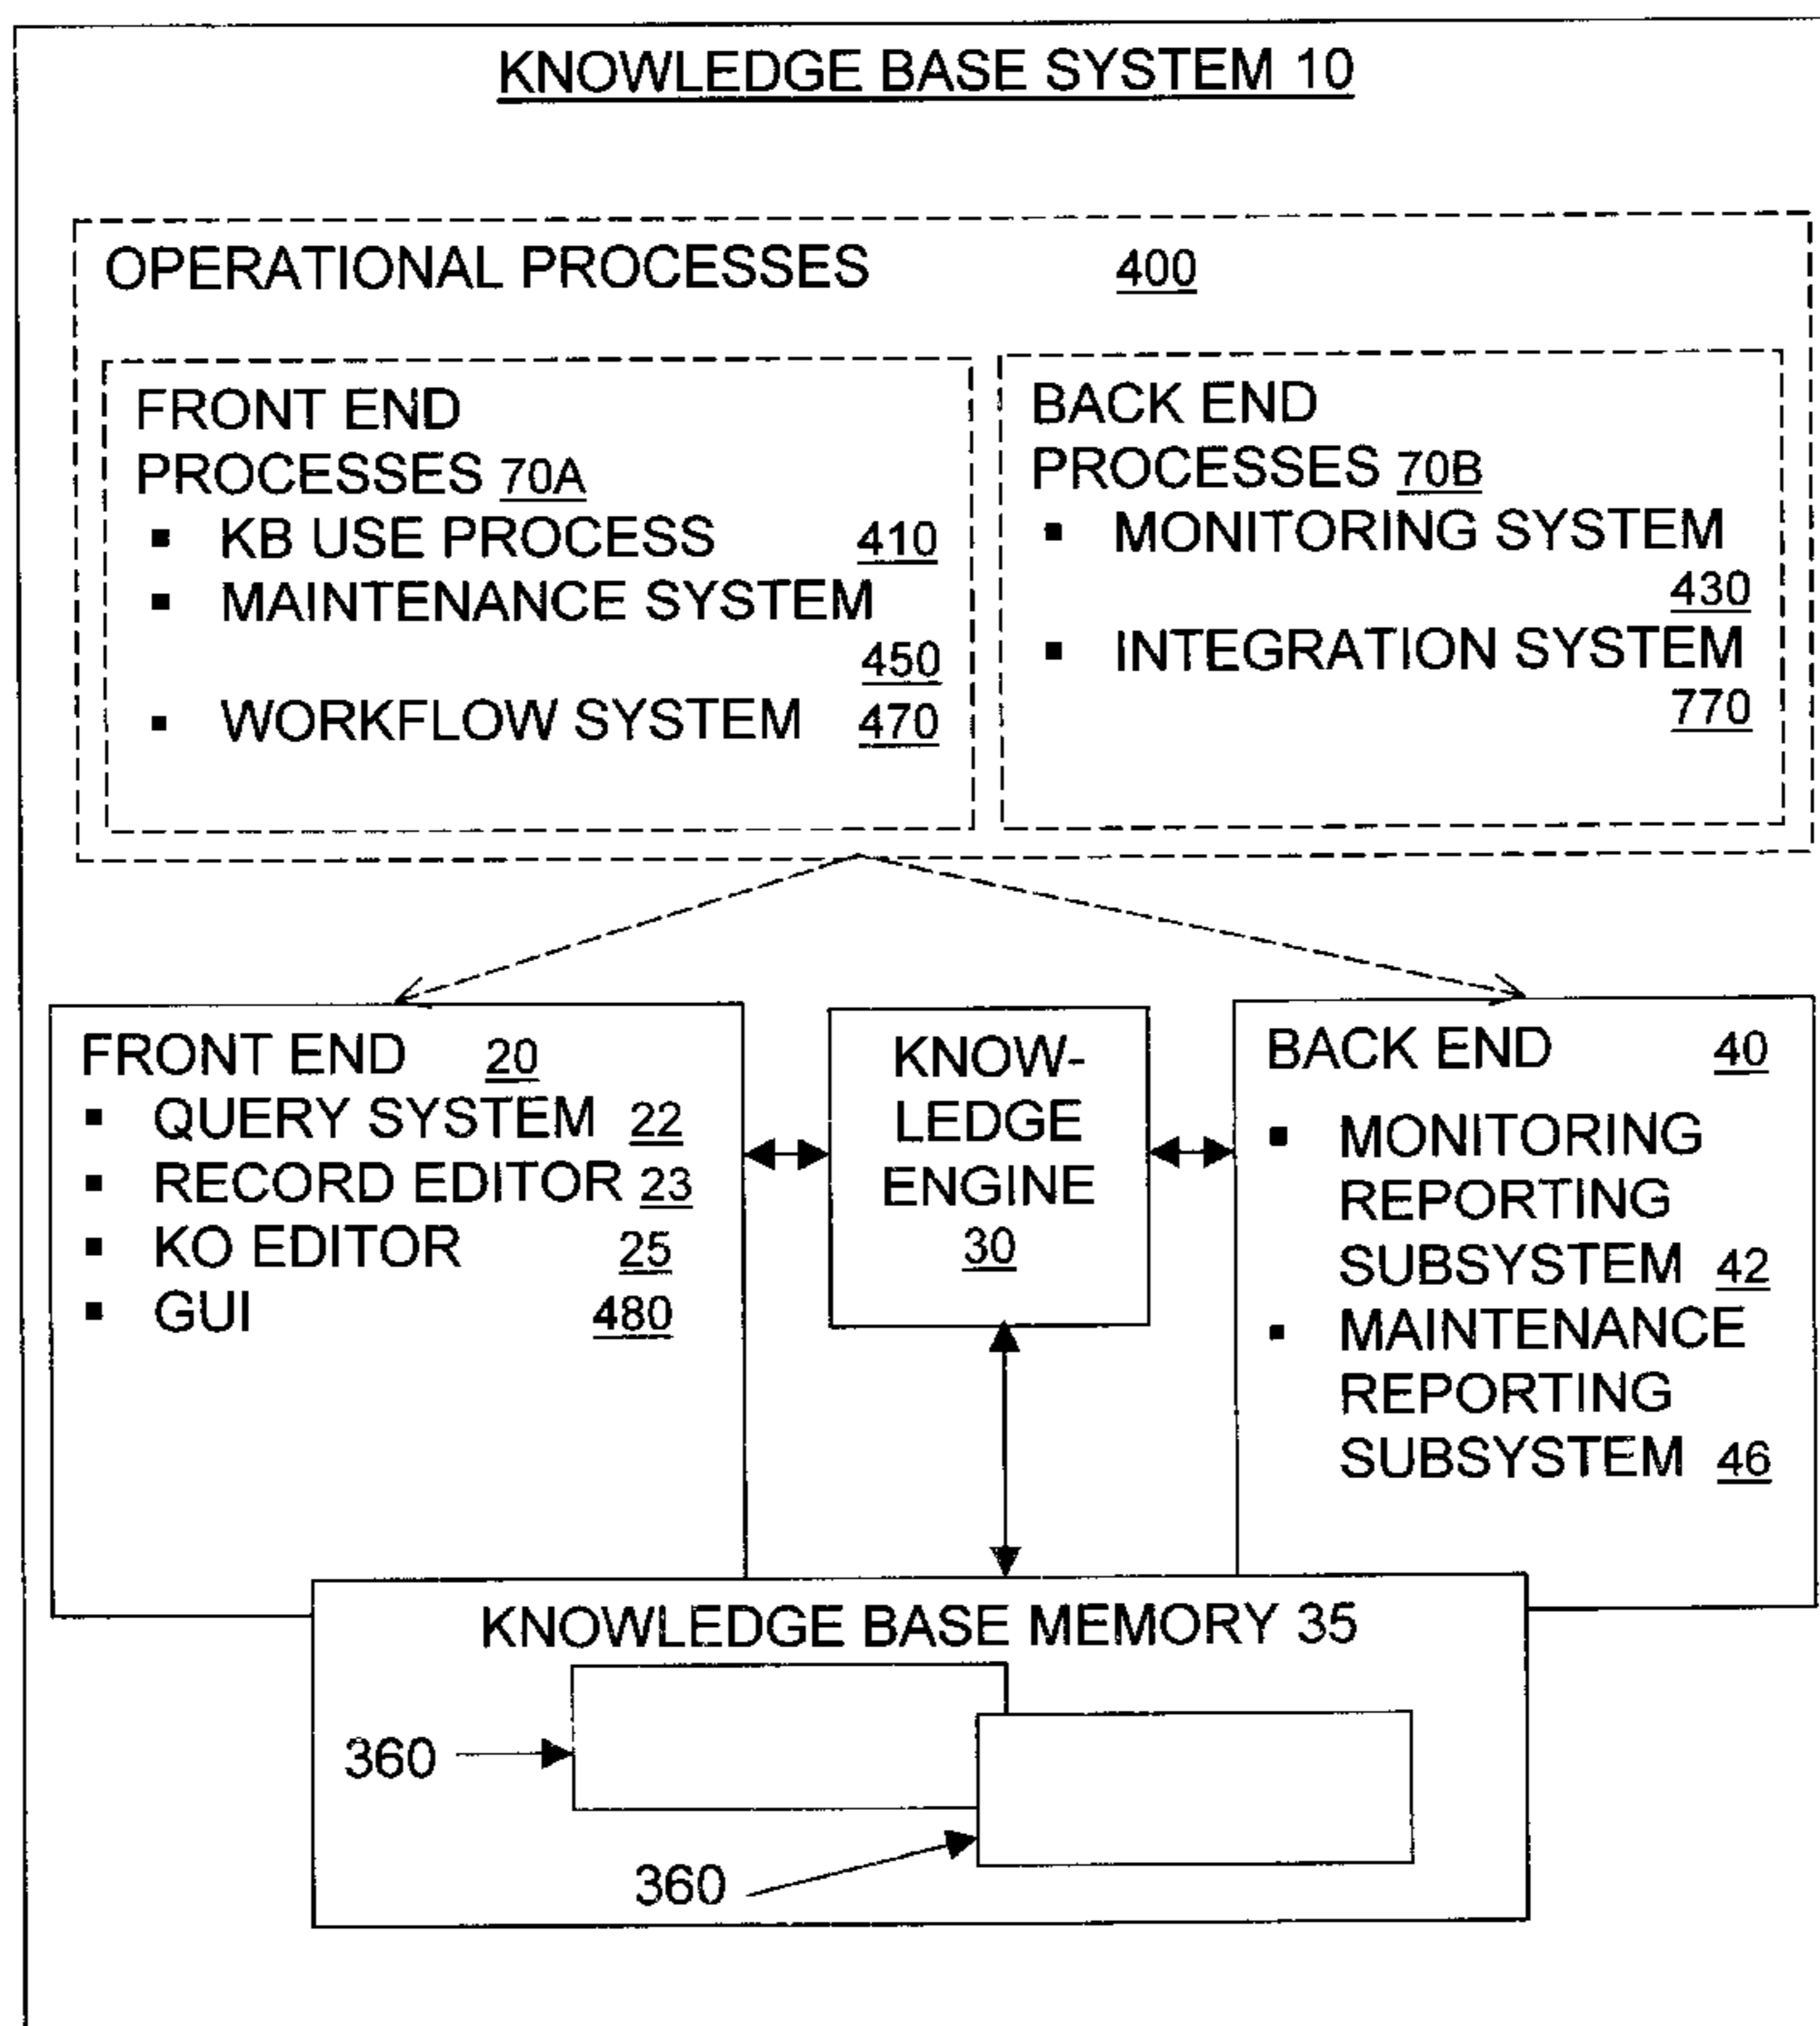 KNOWLEDGE BASE SYSTEM 10
OPERATIONAL PROCESSES 400
FRONT END
PROCESSES 70A
▪ KB USE PROCESS 410
▪ MAINTENANCE SYSTEM
450
▪ WORKFLOW SYSTEM 470
BACK END
PROCESSES 70B
▪ MONITORING SYSTEM
430
▪ INTEGRATION SYSTEM
770
FRONT END 20
▪ QUERY SYSTEM 22
▪ RECORD EDITOR 23
▪ KO EDITOR 25
▪ GUI 480
KNOW-
LEDGE
ENGINE
30
BACK END 40
▪ MONITORING
REPORTING
SUBSYSTEM 42
▪ MAINTENANCE
REPORTING
SUBSYSTEM 46
KNOWLEDGE BASE MEMORY 35
360
360